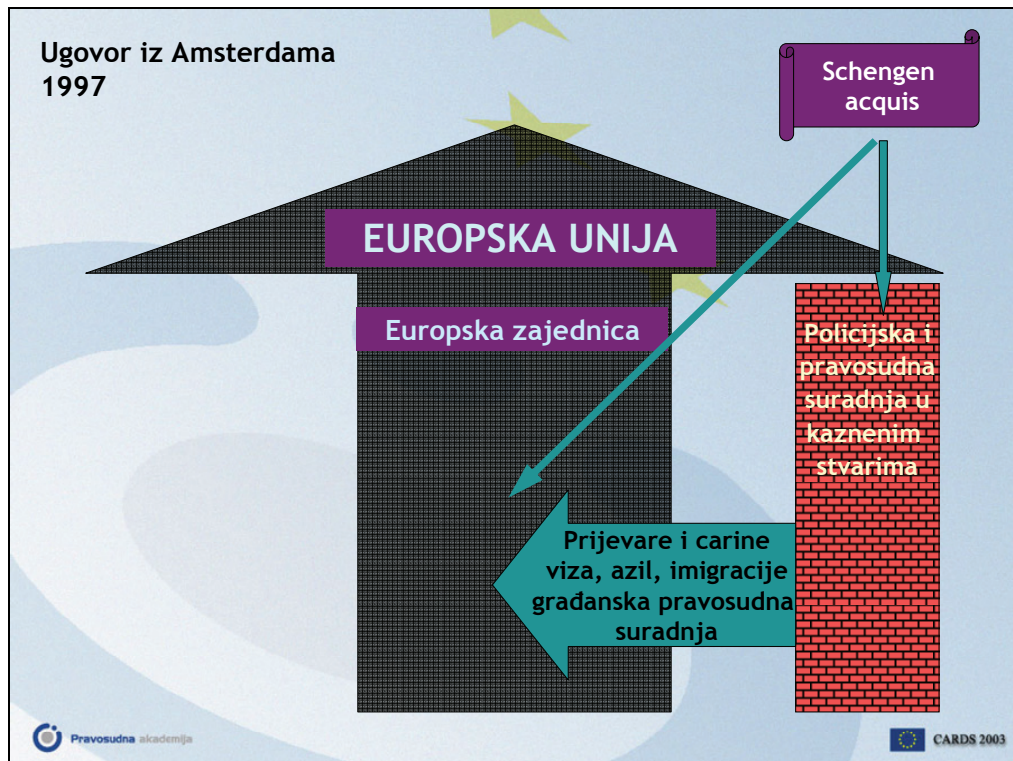 Ugovor iz Amsterdama
1997
Schengen
acquis
EUROPSKA UNIJA
Europska zajednica
Policijska i
pravosudna
suradnja u
kaznenim
stvarima
Prijevare i carine
viza, azil, imigracije
građanska pravosudna
suradnja
Pravosudna akademija
CARDS 2003